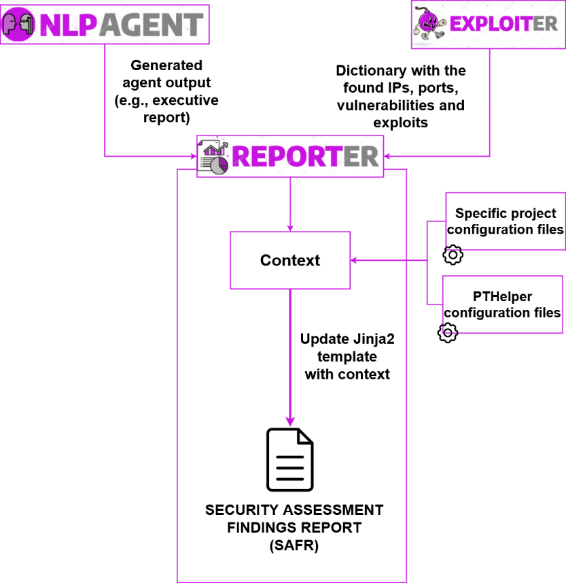 NLPAGENT
EXPLOITER
Generated
agent output
(e.g., executive
report)
Dictionary with the
found IPs, ports,
vulnerabilities and
exploits
REPORTER
Specific project
configuration files
Context
PTHelper
configuration files
Update Jinja2
template
with context
SECURITY ASSESSMENT
FINDINGS REPORT
(SAFR)